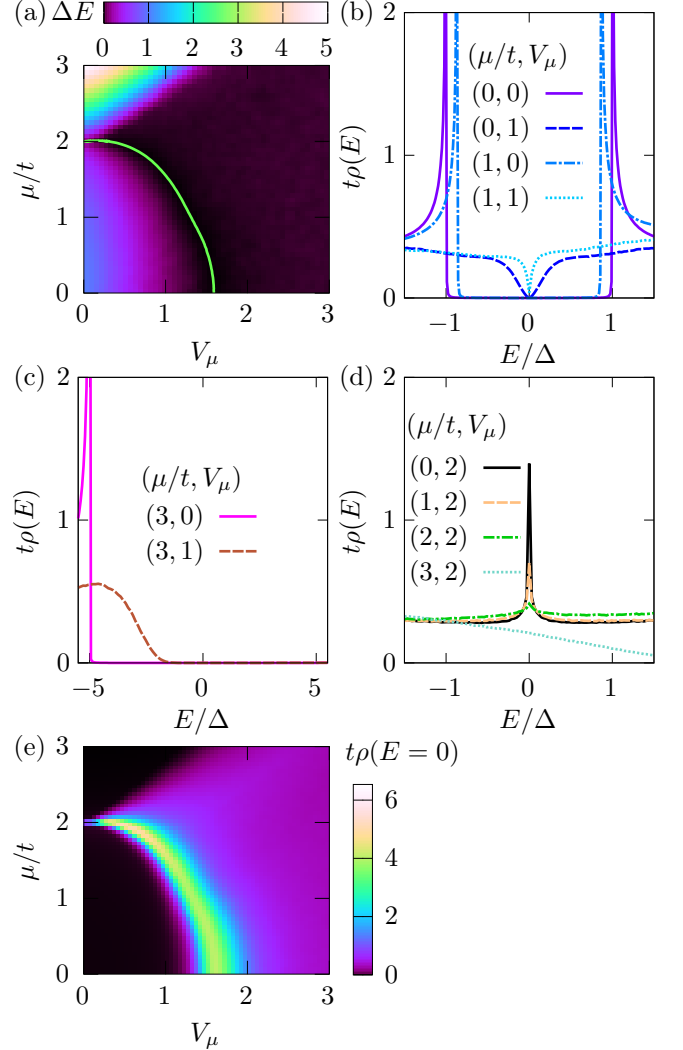 (a) ΔE
0 1 2 3 4 5
3
2
1
0
μ/t
0 1 2 3
V_μ
(b)
(μ/t, V_μ)
(0, 0)
(0, 1)
(1, 0)
(1, 1)
2
1
0
tρ(E)
−1 0 1
E/Δ
(c)
(μ/t, V_μ)
(3, 0)
(3, 1)
2
1
0
tρ(E)
−5 0 5
E/Δ
(d)
(μ/t, V_μ)
(0, 2)
(1, 2)
(2, 2)
(3, 2)
2
1
0
tρ(E)
−1 0 1
E/Δ
(e)
3
2
1
0
μ/t
0 1 2 3
V_μ
tρ(E = 0)
6
4
2
0